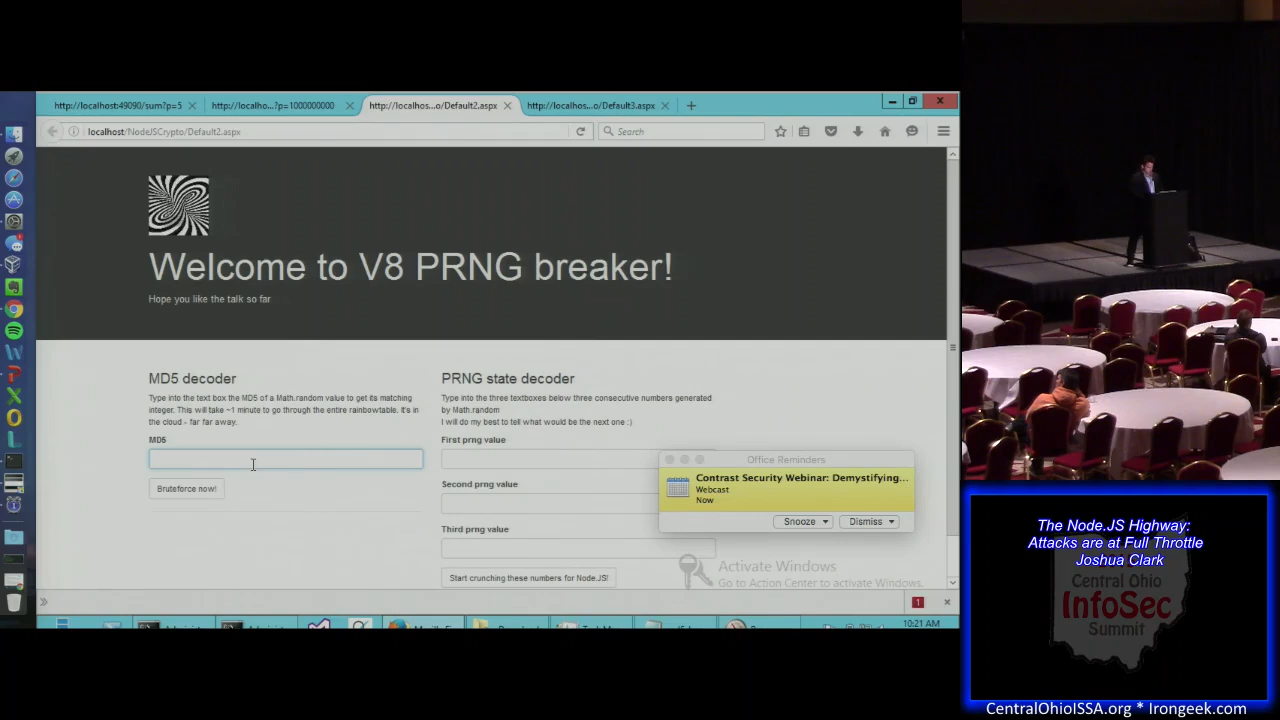 http://localhost:49090/sum?p=5
http://localho...?p=1000000000
http://localhos...o/Default2.aspx
http://localhos...o/Default3.aspx
localhost/NodeJSCrypto/Default2.aspx
Search
Welcome to V8 PRNG breaker!
Hope you like the talk so far
MD5 decoder
Type into the text box the MD5 of a Math.random value to get its matching
integer. This will take ~1 minute to go through the entire rainbowtable. It's in
the cloud - far far away.
MD5
Bruteforce now!
PRNG state decoder
Type into the three textboxes below three consecutive numbers generated
by Math.random
I will do my best to tell what would be the next one :)
First prng value
Second prng value
Third prng value
Start crunching these numbers for Node.JS!
Office Reminders
Contrast Security Webinar: Demystifying...
Webcast
Now
Snooze
Dismiss
Activate Windows
Go to Action Center to activate Windows.
1
10:21 AM
The Node.JS Highway:
Attacks are at Full Throttle
Joshua Clark
Central Ohio
InfoSec
Summit
CentralOhioISSA.org * Irongeek.com